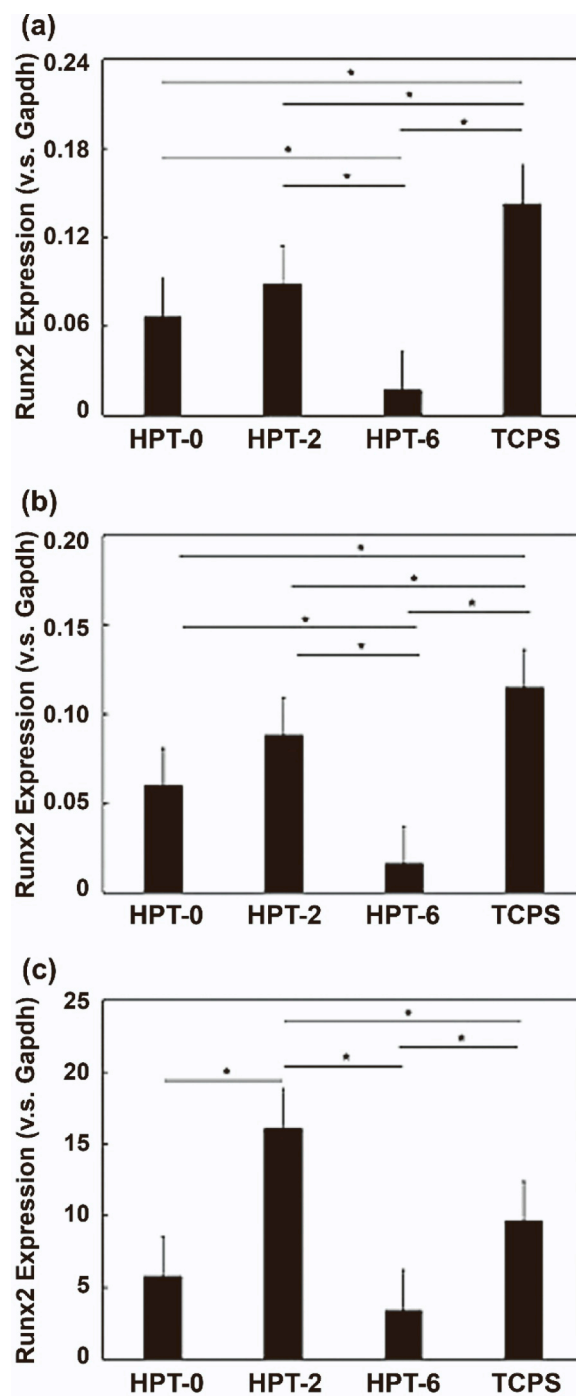 (a)
Runx2 Expression (v.s. Gapdh)
0.24
0.18
0.12
0.06
0
* * * * *
HPT-0 HPT-2 HPT-6 TCPS
(b)
Runx2 Expression (v.s. Gapdh)
0.20
0.15
0.10
0.05
0
* * * * *
HPT-0 HPT-2 HPT-6 TCPS
(c)
Runx2 Expression (v.s. Gapdh)
25
20
15
10
5
0
* * * *
HPT-0 HPT-2 HPT-6 TCPS